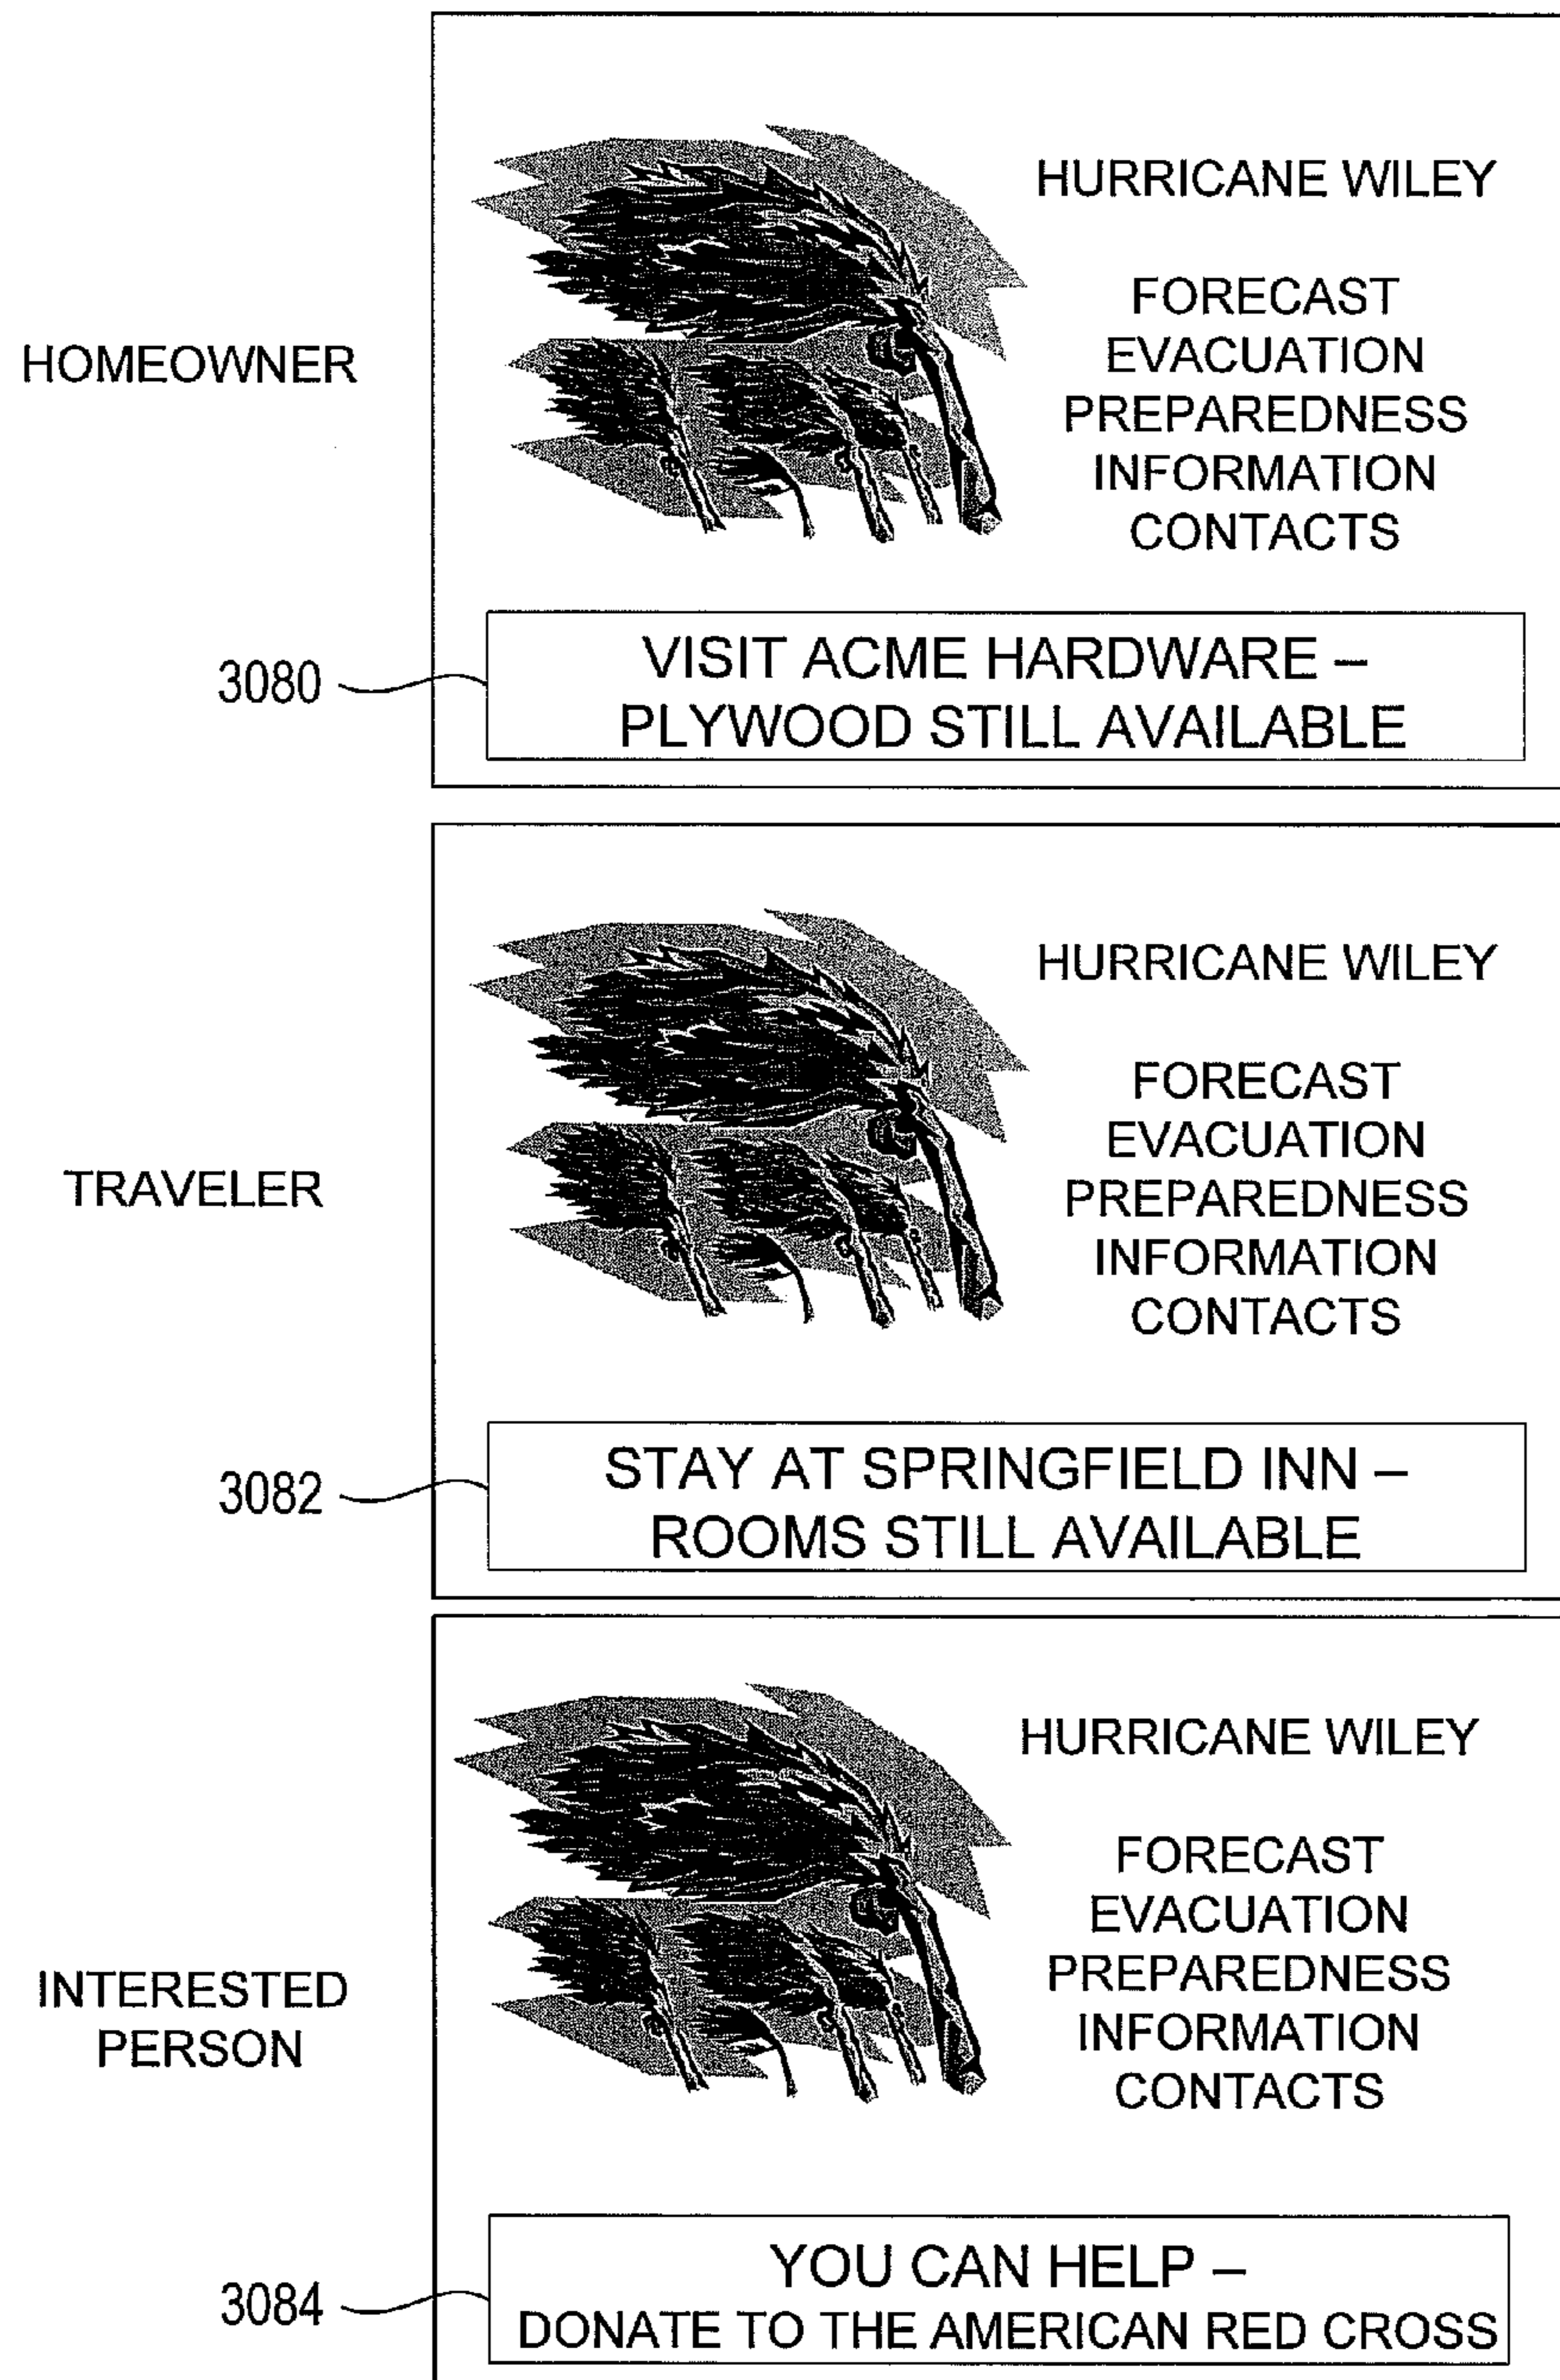 HOMEOWNER
HURRICANE WILEY
FORECAST
EVACUATION
PREPAREDNESS
INFORMATION
CONTACTS
3080
VISIT ACME HARDWARE –
PLYWOOD STILL AVAILABLE
TRAVELER
HURRICANE WILEY
FORECAST
EVACUATION
PREPAREDNESS
INFORMATION
CONTACTS
3082
STAY AT SPRINGFIELD INN –
ROOMS STILL AVAILABLE
INTERESTED
PERSON
HURRICANE WILEY
FORECAST
EVACUATION
PREPAREDNESS
INFORMATION
CONTACTS
3084
YOU CAN HELP –
DONATE TO THE AMERICAN RED CROSS